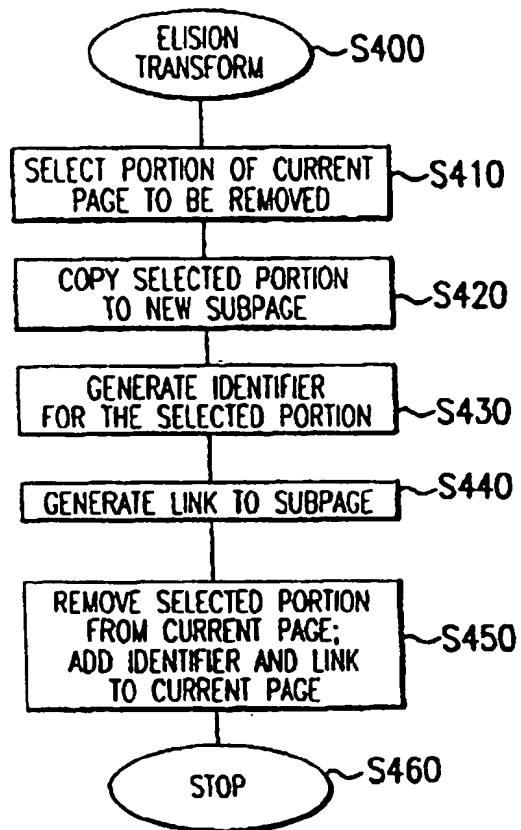 ELISION
TRANSFORM
S400
SELECT PORTION OF CURRENT
PAGE TO BE REMOVED
S410
COPY SELECTED PORTION
TO NEW SUBPAGE
S420
GENERATE IDENTIFIER
FOR THE SELECTED PORTION
S430
GENERATE LINK TO SUBPAGE
S440
REMOVE SELECTED PORTION
FROM CURRENT PAGE;
ADD IDENTIFIER AND LINK
TO CURRENT PAGE
S450
STOP
S460